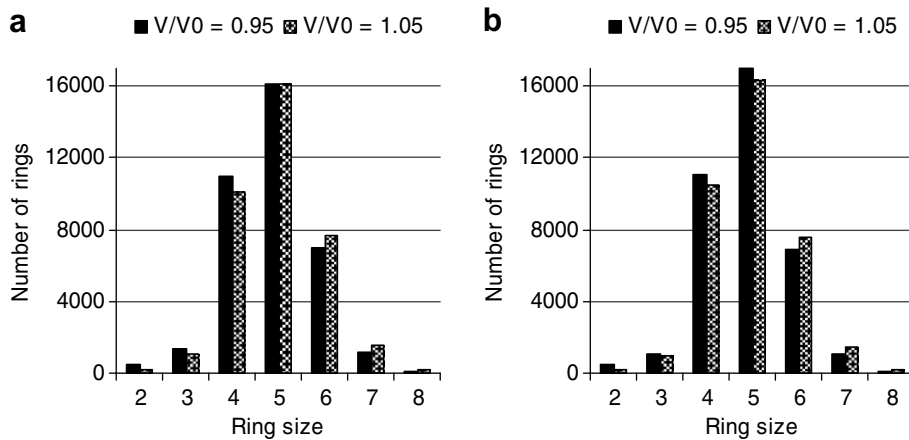 a
V/V0 = 0.95 V/V0 = 1.05
16000
12000
8000
4000
0
Number of rings
2 3 4 5 6 7 8
Ring size
b
V/V0 = 0.95 V/V0 = 1.05
16000
12000
8000
4000
0
Number of rings
2 3 4 5 6 7 8
Ring size